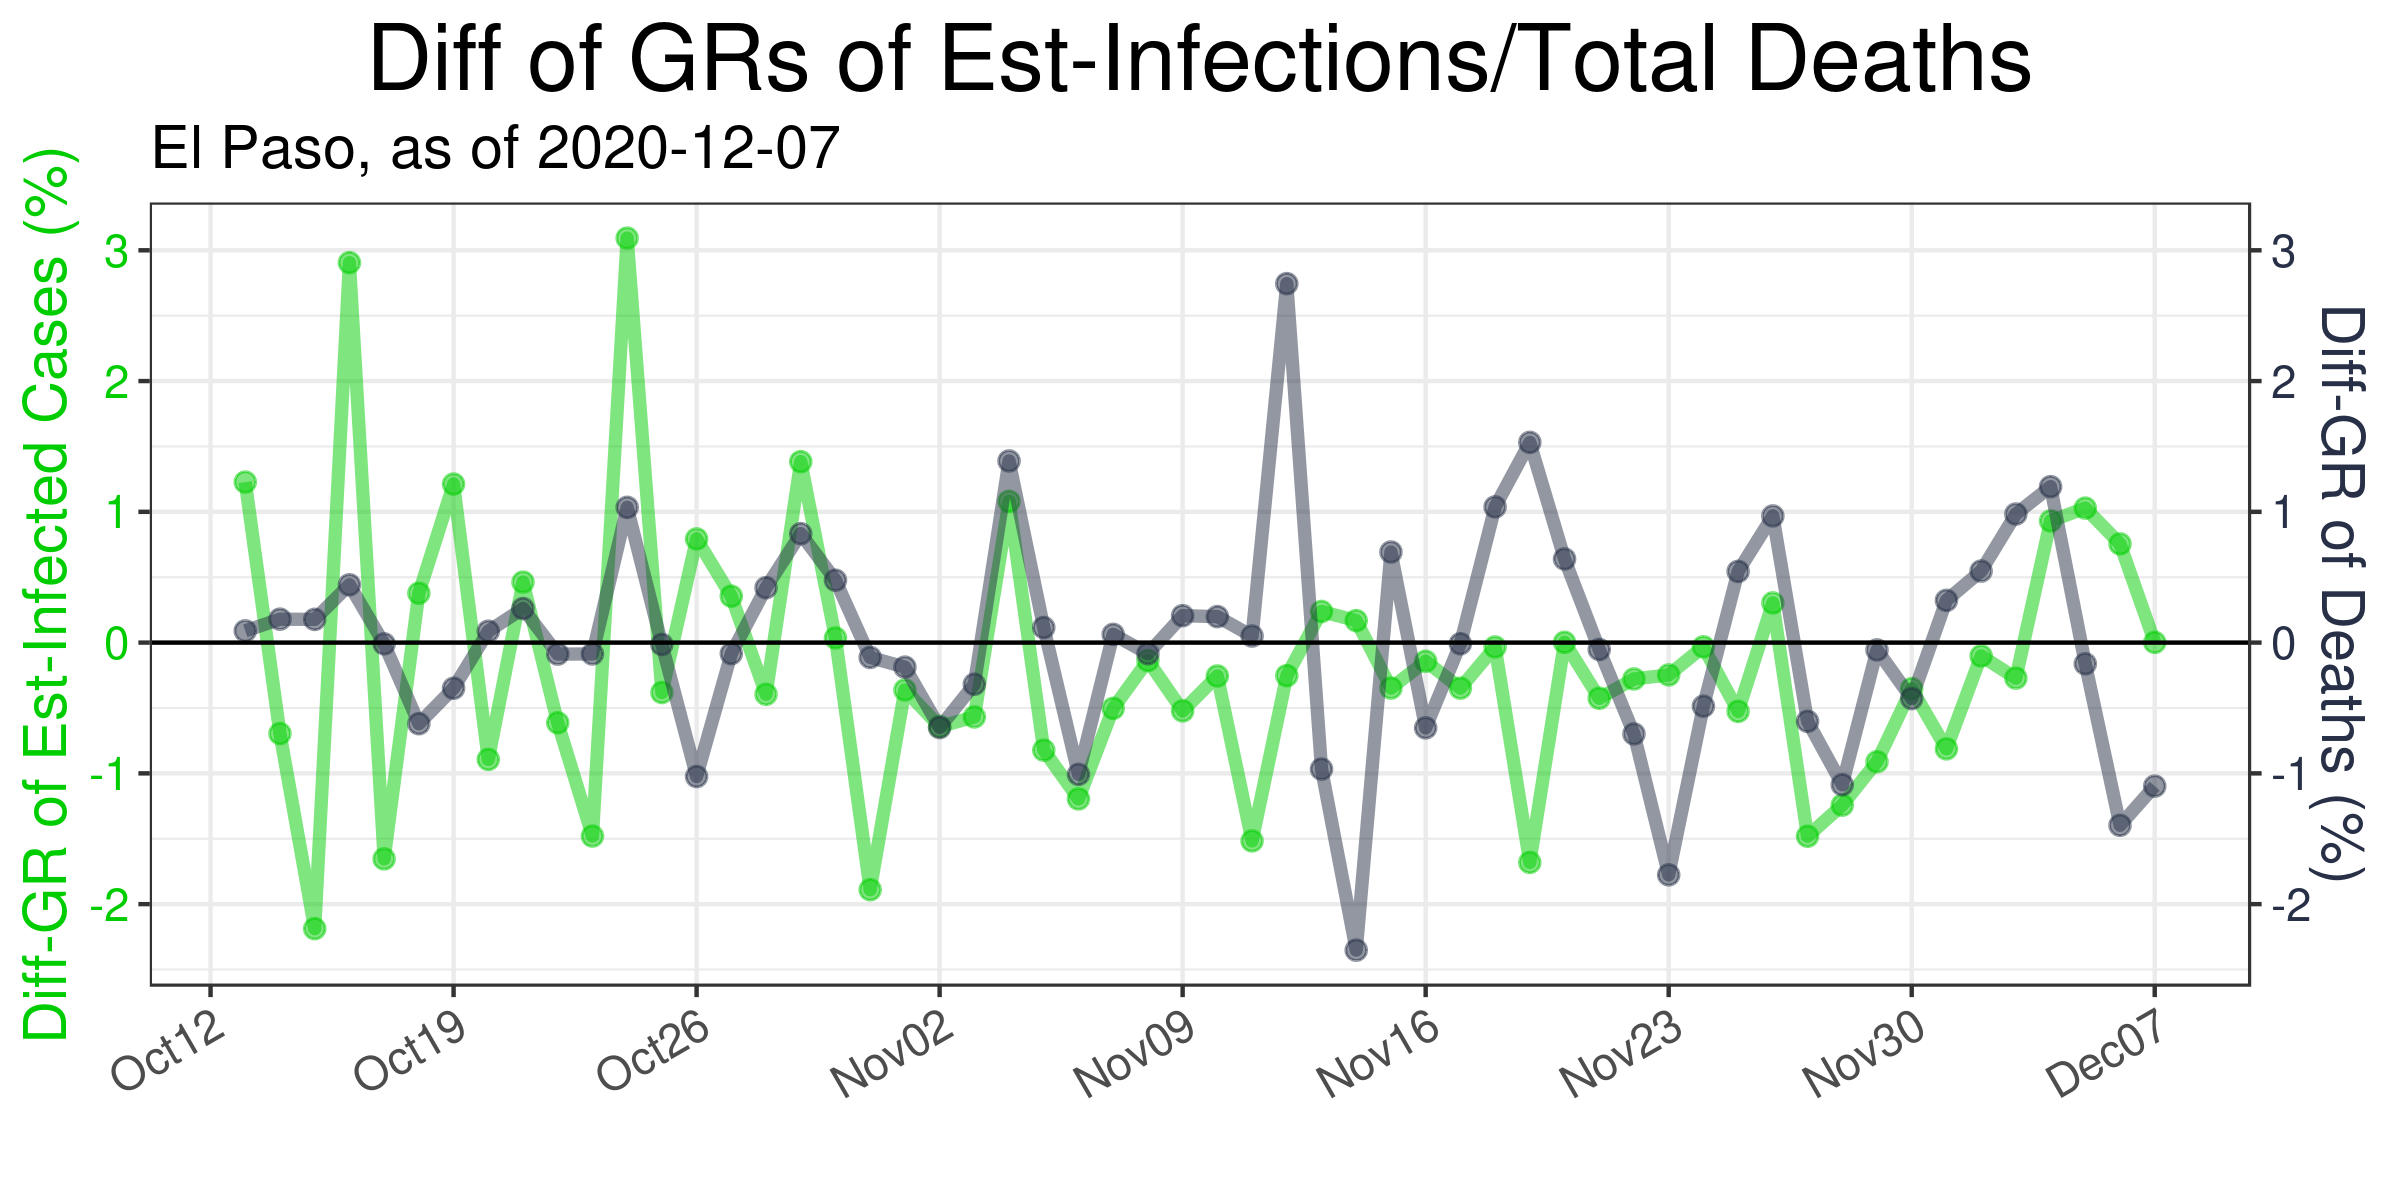 Diff of GRs of Est-Infections/Total Deaths
El Paso, as of 2020-12-07
Diff-GR of Est-Infected Cases (%)
3
2
1
0
-1
-2
3
2
1
0
-1
-2
Diff-GR of Deaths (%)
Oct12
Oct19
Oct26
Nov02
Nov09
Nov16
Nov23
Nov30
Dec07